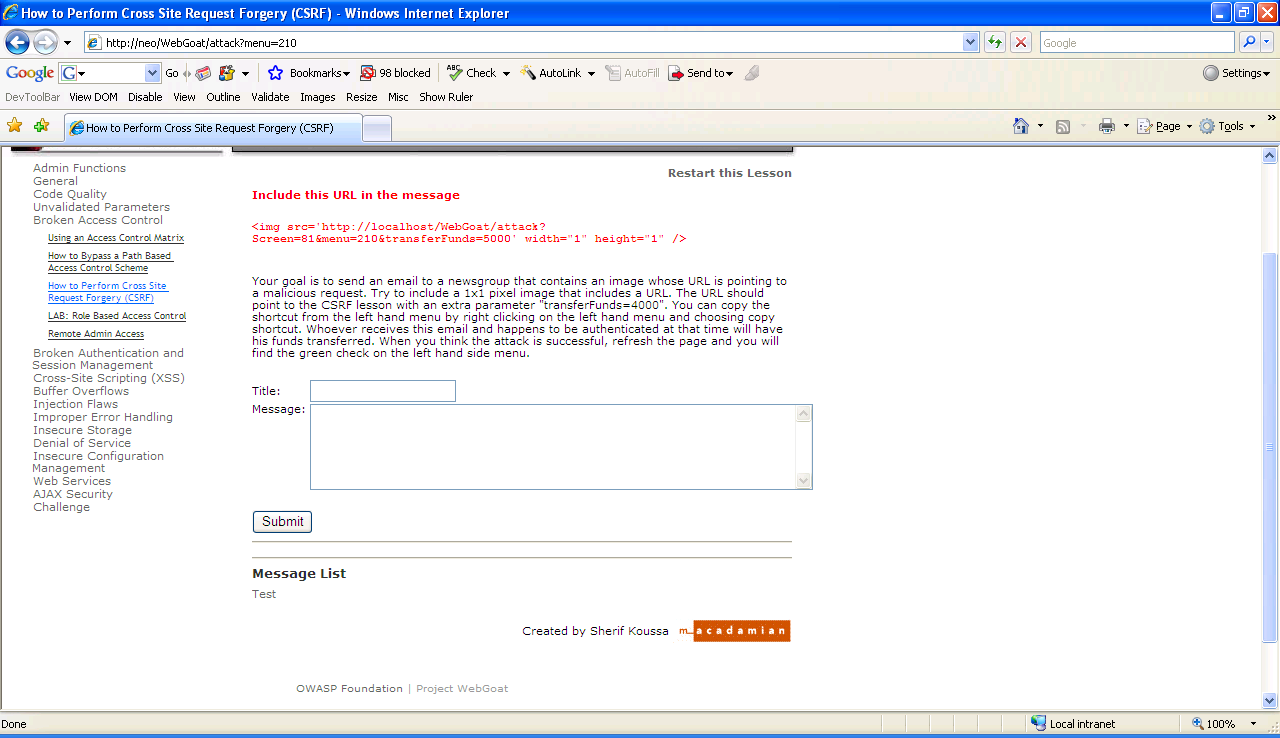 How to Perform Cross Site Request Forgery (CSRF) - Windows Internet Explorer
http://neo/WebGoat/attack?menu=210
Google
Google G Go Bookmarks 98 blocked ABC Check AutoLink AutoFill Send to Settings
DevToolBar View DOM Disable View Outline Validate Images Resize Misc Show Ruler
How to Perform Cross Site Request Forgery (CSRF)
Page Tools »
Admin Functions
General
Code Quality
Unvalidated Parameters
Broken Access Control
Using an Access Control Matrix
How to Bypass a Path Based
Access Control Scheme
How to Perform Cross Site
Request Forgery (CSRF)
LAB: Role Based Access Control
Remote Admin Access
Broken Authentication and
Session Management
Cross-Site Scripting (XSS)
Buffer Overflows
Injection Flaws
Improper Error Handling
Insecure Storage
Denial of Service
Insecure Configuration
Management
Web Services
AJAX Security
Challenge
Restart this Lesson
Include this URL in the message
<img src='http://localhost/WebGoat/attack?
Screen=81&menu=210&transferFunds=5000' width="1" height="1" />
Your goal is to send an email to a newsgroup that contains an image whose URL is pointing to
a malicious request. Try to include a 1x1 pixel image that includes a URL. The URL should
point to the CSRF lesson with an extra parameter "transferFunds=4000". You can copy the
shortcut from the left hand menu by right clicking on the left hand menu and choosing copy
shortcut. Whoever receives this email and happens to be authenticated at that time will have
his funds transferred. When you think the attack is successful, refresh the page and you will
find the green check on the left hand side menu.
Title:
Message:
Submit
Message List
Test
Created by Sherif Koussa m_acadamian
OWASP Foundation | Project WebGoat
Done
Local intranet
100%